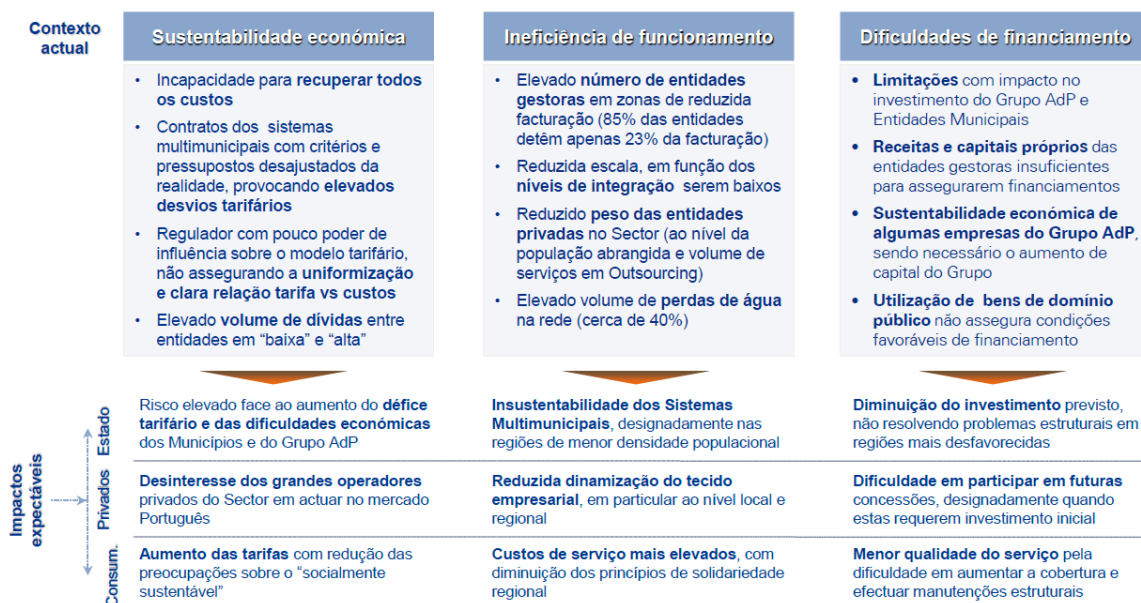 Contexto
actual
Sustentabilidade económica
• Incapacidade para recuperar todos
os custos
• Contratos dos sistemas
multimunicipais com critérios e
pressupostos desajustados da
realidade, provocando elevados
desvios tarifários
• Regulador com pouco poder de
influência sobre o modelo tarifário,
não assegurando a uniformização
e clara relação tarifa vs custos
• Elevado volume de dívidas entre
entidades em “baixa” e “alta”
Ineficiência de funcionamento
• Elevado número de entidades
gestoras em zonas de reduzida
facturação (85% das entidades
detêm apenas 23% da facturação)
• Reduzida escala, em função dos
níveis de integração serem baixos
• Reduzido peso das entidades
privadas no Sector (ao nível da
população abrangida e volume de
serviços em Outsourcing)
• Elevado volume de perdas de água
na rede (cerca de 40%)
Dificuldades de financiamento
• Limitações com impacto no
investimento do Grupo AdP e
Entidades Municipais
• Receitas e capitais próprios das
entidades gestoras insuficientes
para assegurarem financiamentos
• Sustentabilidade económica de
algumas empresas do Grupo AdP,
sendo necessário o aumento de
capital do Grupo
• Utilização de bens de domínio
público não assegura condições
favoráveis de financiamento
Impactos
expectáveis
Estado
Risco elevado face ao aumento do défice
tarifário e das dificuldades económicas
dos Municípios e do Grupo AdP
Insustentabilidade dos Sistemas
Multimunicipais, designadamente nas
regiões de menor densidade populacional
Diminuição do investimento previsto,
não resolvendo problemas estruturais em
regiões mais desfavorecidas
Privados
Desinteresse dos grandes operadores
privados do Sector em actuar no mercado
Português
Reduzida dinamização do tecido
empresarial, em particular ao nível local e
regional
Dificuldade em participar em futuras
concessões, designadamente quando
estas requerem investimento inicial
Consum.
Aumento das tarifas com redução das
preocupações sobre o “socialmente
sustentável”
Custos de serviço mais elevados, com
diminuição dos princípios de solidariedade
regional
Menor qualidade do serviço pela
dificuldade em aumentar a cobertura e
efectuar manutenções estruturais